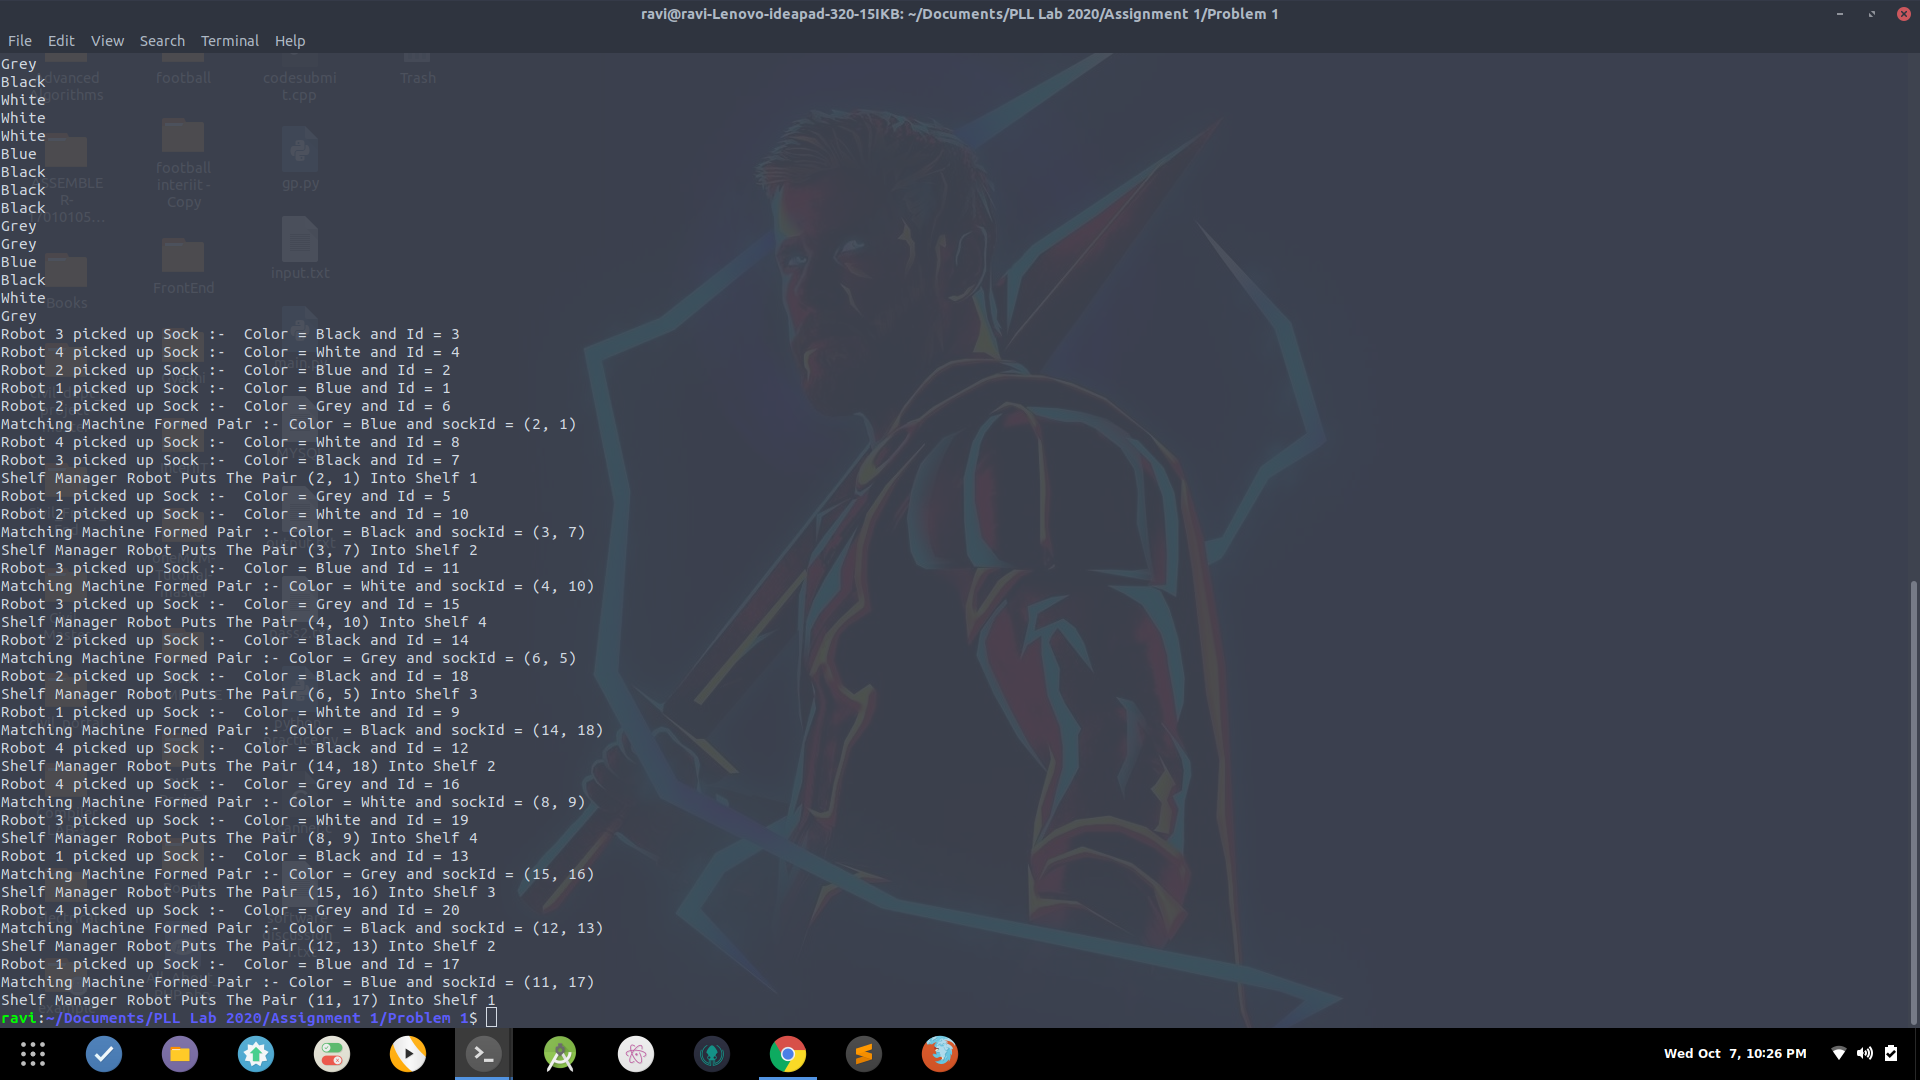 ravi@ravi-Lenovo-ideapad-320-15IKB: ~/Documents/PLL Lab 2020/Assignment 1/Problem 1
File Edit View Search Terminal Help
Grey
Black
White
White
White
Blue
Black
Black
Black
Grey
Grey
Blue
Black
White
Grey
Robot 3 picked up Sock :-  Color = Black and Id = 3
Robot 4 picked up Sock :-  Color = White and Id = 4
Robot 2 picked up Sock :-  Color = Blue and Id = 2
Robot 1 picked up Sock :-  Color = Blue and Id = 1
Robot 2 picked up Sock :-  Color = Grey and Id = 6
Matching Machine Formed Pair :- Color = Blue and sockId = (2, 1)
Robot 4 picked up Sock :-  Color = White and Id = 8
Robot 3 picked up Sock :-  Color = Black and Id = 7
Shelf Manager Robot Puts The Pair (2, 1) Into Shelf 1
Robot 1 picked up Sock :-  Color = Grey and Id = 5
Robot 2 picked up Sock :-  Color = White and Id = 10
Matching Machine Formed Pair :- Color = Black and sockId = (3, 7)
Shelf Manager Robot Puts The Pair (3, 7) Into Shelf 2
Robot 3 picked up Sock :-  Color = Blue and Id = 11
Matching Machine Formed Pair :- Color = White and sockId = (4, 10)
Robot 3 picked up Sock :-  Color = Grey and Id = 15
Shelf Manager Robot Puts The Pair (4, 10) Into Shelf 4
Robot 2 picked up Sock :-  Color = Black and Id = 14
Matching Machine Formed Pair :- Color = Grey and sockId = (6, 5)
Robot 2 picked up Sock :-  Color = Black and Id = 18
Shelf Manager Robot Puts The Pair (6, 5) Into Shelf 3
Robot 1 picked up Sock :-  Color = White and Id = 9
Matching Machine Formed Pair :- Color = Black and sockId = (14, 18)
Robot 4 picked up Sock :-  Color = Black and Id = 12
Shelf Manager Robot Puts The Pair (14, 18) Into Shelf 2
Robot 4 picked up Sock :-  Color = Grey and Id = 16
Matching Machine Formed Pair :- Color = White and sockId = (8, 9)
Robot 3 picked up Sock :-  Color = White and Id = 19
Shelf Manager Robot Puts The Pair (8, 9) Into Shelf 4
Robot 1 picked up Sock :-  Color = Black and Id = 13
Matching Machine Formed Pair :- Color = Grey and sockId = (15, 16)
Shelf Manager Robot Puts The Pair (15, 16) Into Shelf 3
Robot 4 picked up Sock :-  Color = Grey and Id = 20
Matching Machine Formed Pair :- Color = Black and sockId = (12, 13)
Shelf Manager Robot Puts The Pair (12, 13) Into Shelf 2
Robot 1 picked up Sock :-  Color = Blue and Id = 17
Matching Machine Formed Pair :- Color = Blue and sockId = (11, 17)
Shelf Manager Robot Puts The Pair (11, 17) Into Shelf 1
ravi:~/Documents/PLL Lab 2020/Assignment 1/Problem 1$
football
codesubmi
t.cpp
Trash
football
interiit -
Copy
gp.py
input.txt
FrontEnd
Books
Wed Oct 7, 10:26 PM